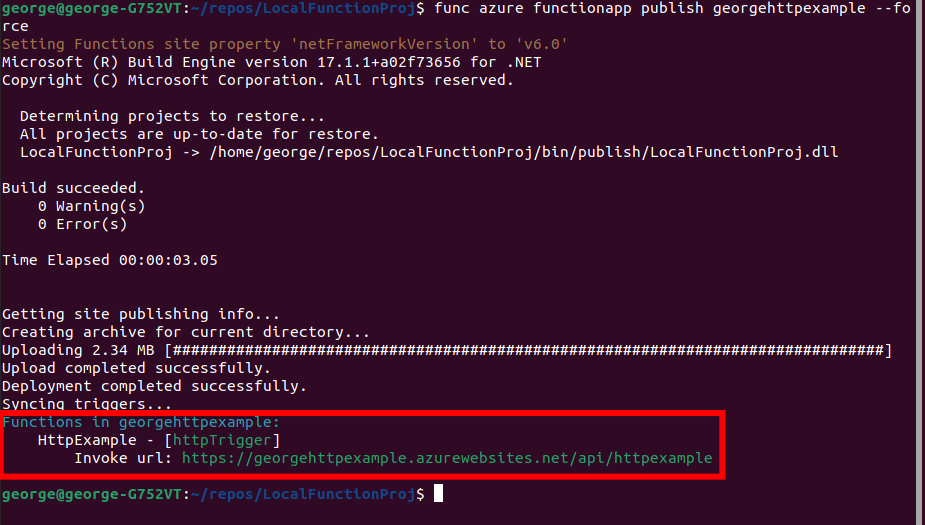 george@george-G752VT:~/repos/LocalFunctionProj$ func azure functionapp publish georgehttpexample --fo
rce
Setting Functions site property 'netFrameworkVersion' to 'v6.0'
Microsoft (R) Build Engine version 17.1.1+a02f73656 for .NET
Copyright (C) Microsoft Corporation. All rights reserved.
  Determining projects to restore...
  All projects are up-to-date for restore.
  LocalFunctionProj -> /home/george/repos/LocalFunctionProj/bin/publish/LocalFunctionProj.dll
Build succeeded.
    0 Warning(s)
    0 Error(s)
Time Elapsed 00:00:03.05
Getting site publishing info...
Creating archive for current directory...
Uploading 2.34 MB [###############################################################################]
Upload completed successfully.
Deployment completed successfully.
Syncing triggers...
Functions in georgehttpexample:
    HttpExample - [httpTrigger]
        Invoke url: https://georgehttpexample.azurewebsites.net/api/httpexample
george@george-G752VT:~/repos/LocalFunctionProj$